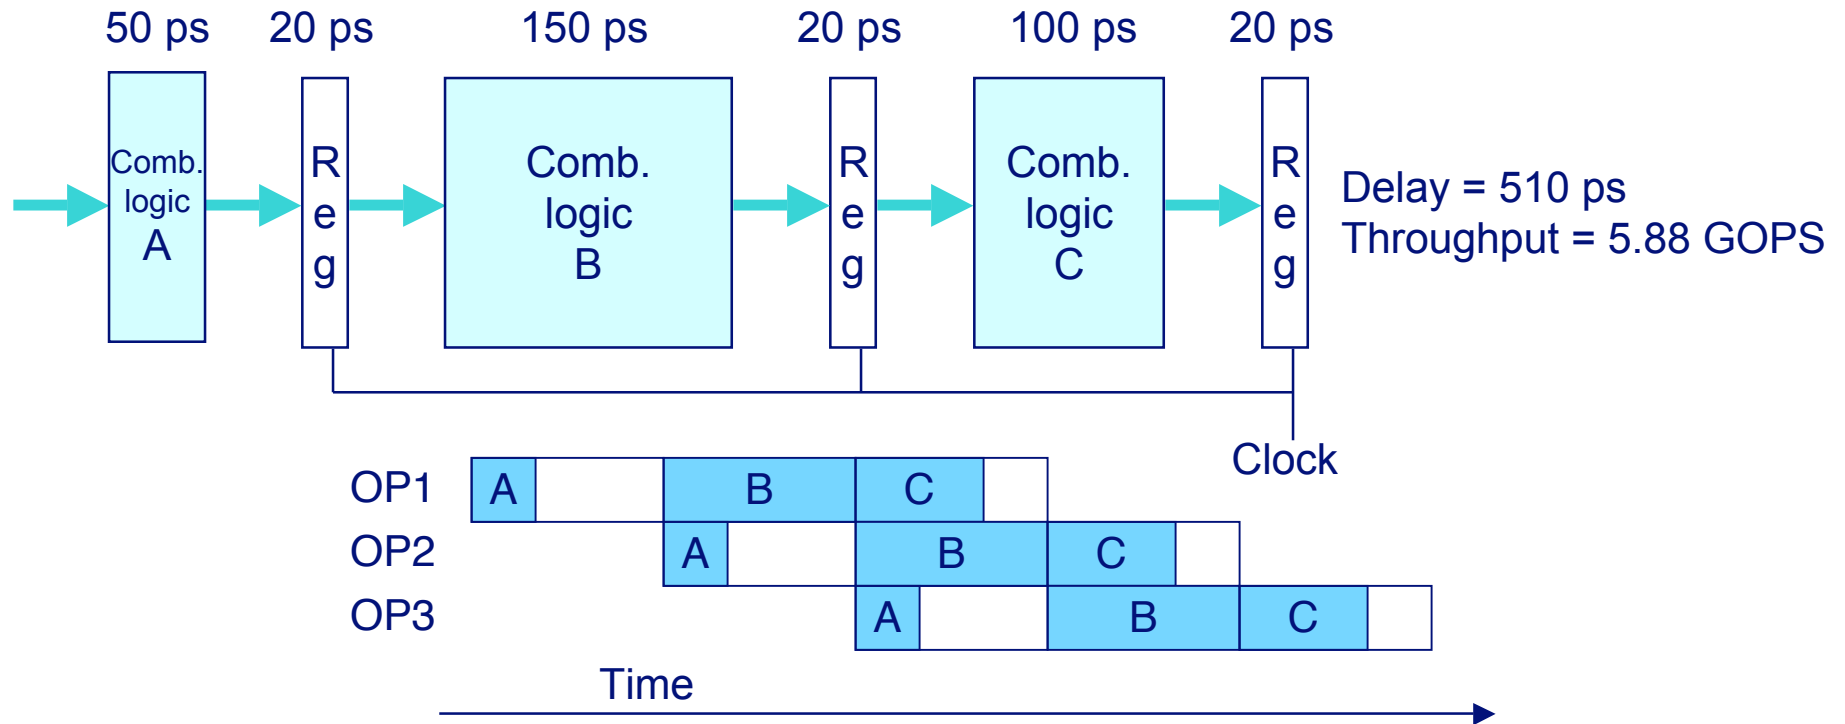 50 ps 20 ps 150 ps 20 ps 100 ps 20 ps
Comb.
logic
A
R
e
g
Comb.
logic
B
R
e
g
Comb.
logic
C
R
e
g
Delay = 510 ps
Throughput = 5.88 GOPS
Clock
OP1 A B C
OP2 A B C
OP3 A B C
Time